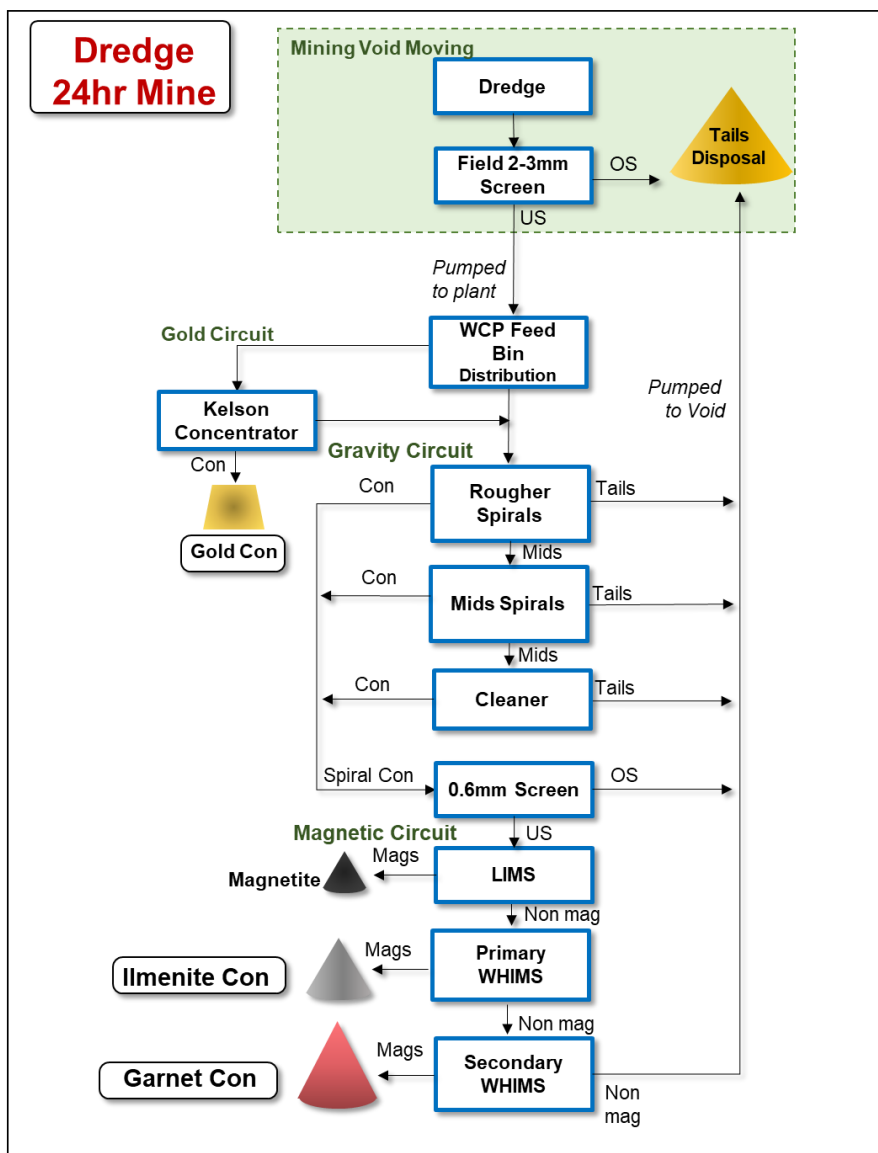 Dredge
24hr Mine
Mining Void Moving
Dredge
Field 2-3mm
Screen
OS
Tails
Disposal
US
Pumped
to plant
Gold Circuit
WCP Feed
Bin
Distribution
Pumped
to Void
Kelson
Concentrator
Con
Gold Con
Gravity Circuit
Con
Rougher
Spirals
Tails
Mids
Con
Mids Spirals
Tails
Mids
Con
Cleaner
Tails
Spiral Con
0.6mm Screen
OS
US
Magnetic Circuit
Mags
Magnetite
LIMS
Non mag
Mags
Ilmenite Con
Primary
WHIMS
Non mag
Mags
Garnet Con
Secondary
WHIMS
Non
mag